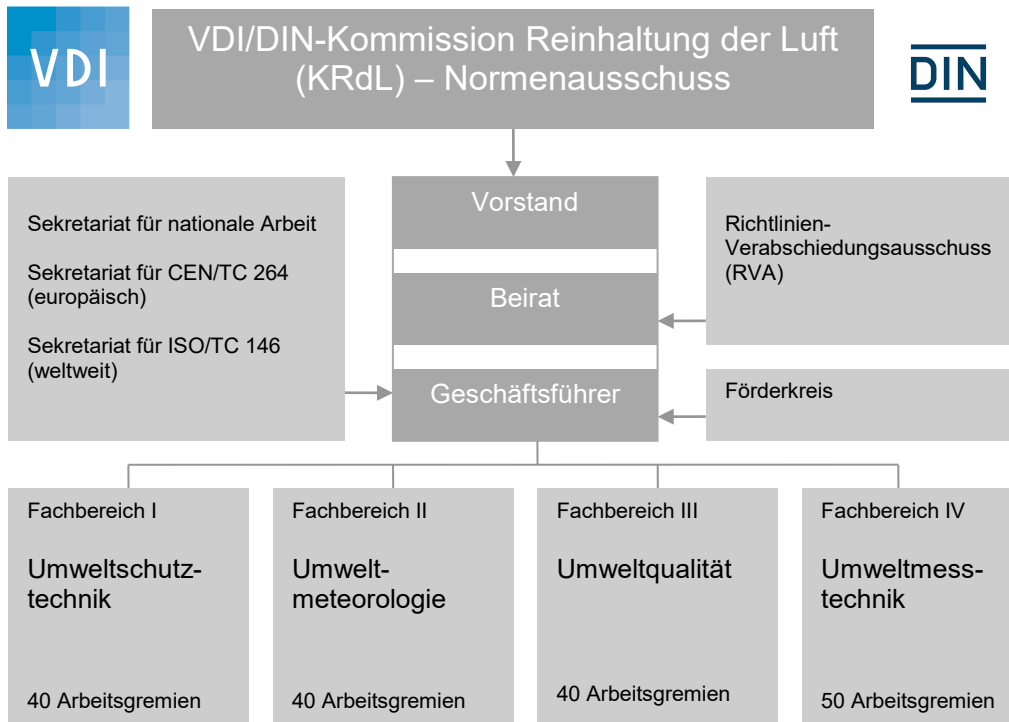 VDI
VDI/DIN-Kommission Reinhaltung der Luft
(KRdL) – Normenausschuss
DIN
Sekretariat für nationale Arbeit
Sekretariat für CEN/TC 264
(europäisch)
Sekretariat für ISO/TC 146
(weltweit)
Vorstand
Beirat
Geschäftsführer
Richtlinien-
Verabschiedungsausschuss
(RVA)
Förderkreis
Fachbereich I
Umweltschutz-
technik
40 Arbeitsgremien
Fachbereich II
Umwelt-
meteorologie
40 Arbeitsgremien
Fachbereich III
Umweltqualität
40 Arbeitsgremien
Fachbereich IV
Umweltmess-
technik
50 Arbeitsgremien